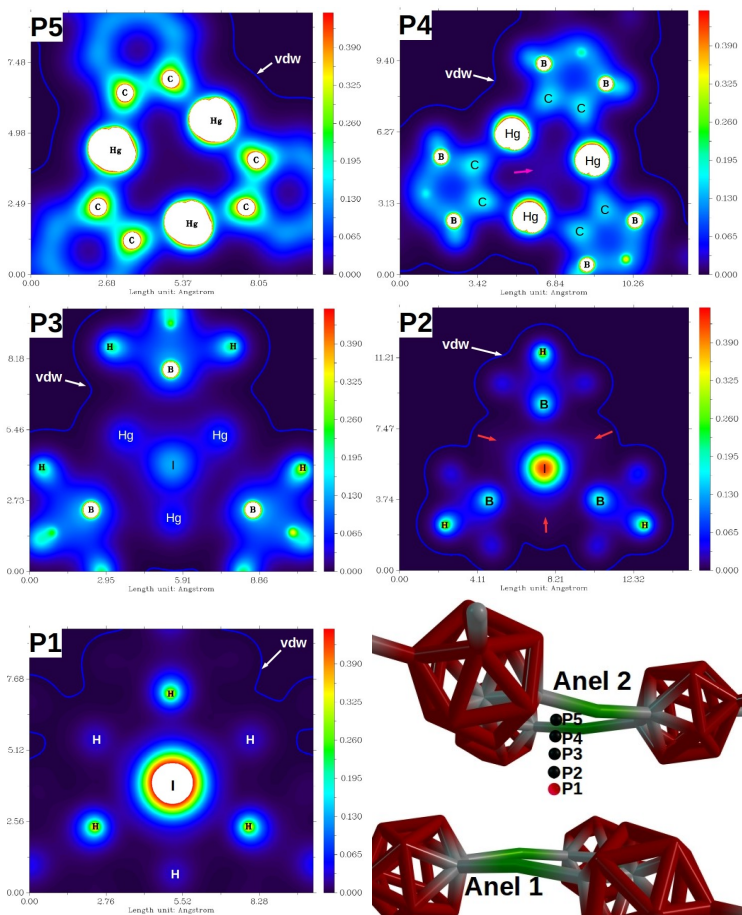 P5
vdw
C
C
Hg
Hg
C
C
C
C
Hg
7.48
4.98
2.49
0.00
0.00
2.68
5.37
8.05
Length unit: Angstrom
0.390
0.325
0.260
0.195
0.130
0.065
0.000
P4
vdw
B
B
C
C
Hg
Hg
B
C
C
C
C
B
Hg
B
B
9.40
6.27
3.13
0.00
0.00
3.42
6.84
10.26
Length unit: Angstrom
0.390
0.325
0.260
0.195
0.130
0.065
0.000
P3
vdw
H
H
B
Hg
Hg
I
H
H
B
Hg
B
8.18
5.46
2.73
0.00
0.00
2.95
5.91
8.86
Length unit: Angstrom
0.390
0.325
0.260
0.195
0.130
0.065
0.000
P2
vdw
H
B
I
B
B
H
H
11.21
7.47
3.74
0.00
0.00
4.11
8.21
12.32
Length unit: Angstrom
0.390
0.325
0.260
0.195
0.130
0.065
0.000
P1
vdw
H
H
H
I
H
H
H
7.68
5.12
2.56
0.00
0.00
2.76
5.52
8.28
Length unit: Angstrom
0.390
0.325
0.260
0.195
0.130
0.065
0.000
Anel 2
P5
P4
P3
P2
P1
Anel 1